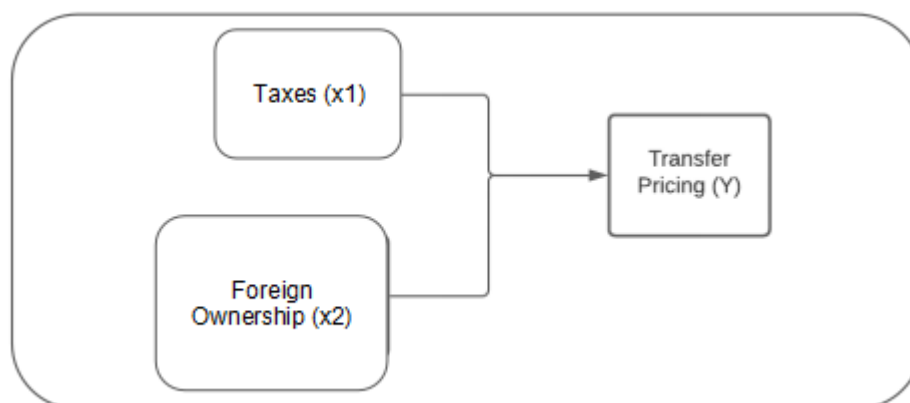 Taxes (x1)
Transfer
Pricing (Y)
Foreign
Ownership (x2)